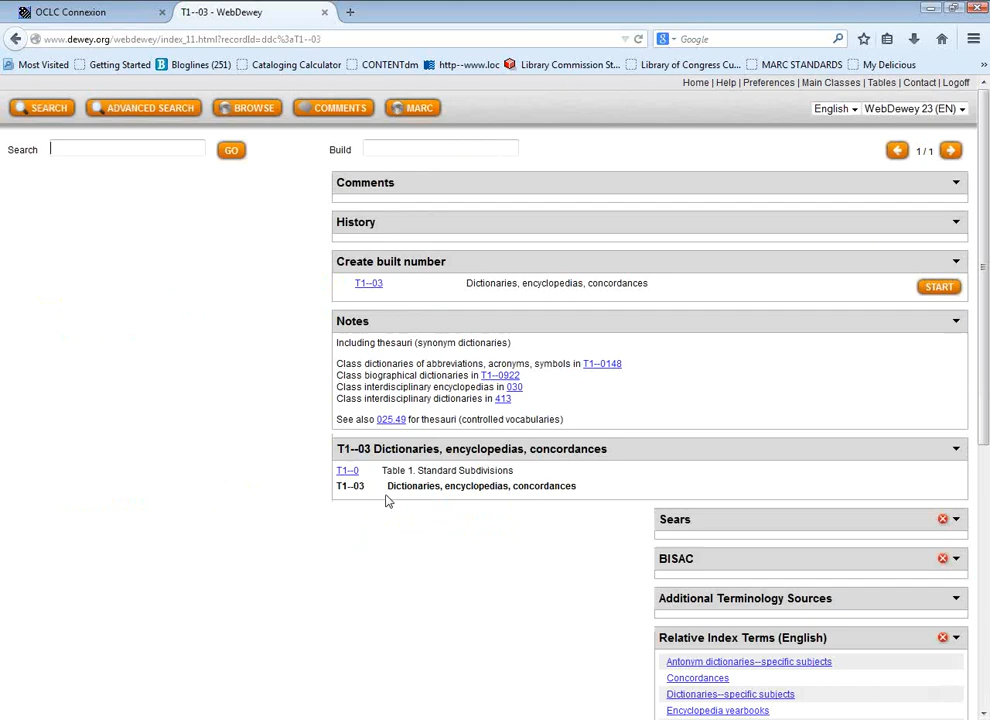 OCLC Connexion
T1--03 - WebDewey
www.dewey.org/webdewey/index_11.html?recordId=ddc%3aT1--03
Google
Most Visited Getting Started Bloglines (251) Cataloging Calculator CONTENTdm http--www.loc Library Commission St... Library of Congress Cu... MARC STANDARDS My Delicious
Home | Help | Preferences | Main Classes | Tables | Contact | Logoff
SEARCH ADVANCED SEARCH BROWSE COMMENTS MARC English WebDewey 23 (EN)
Search GO Build 1 / 1
Comments
History
Create built number
T1--03 Dictionaries, encyclopedias, concordances START
Notes
Including thesauri (synonym dictionaries)
Class dictionaries of abbreviations, acronyms, symbols in T1--0148
Class biographical dictionaries in T1--0922
Class interdisciplinary encyclopedias in 030
Class interdisciplinary dictionaries in 413
See also 025.49 for thesauri (controlled vocabularies)
T1--03 Dictionaries, encyclopedias, concordances
T1--0 Table 1. Standard Subdivisions
T1--03 Dictionaries, encyclopedias, concordances
Sears
BISAC
Additional Terminology Sources
Relative Index Terms (English)
Antonym dictionaries--specific subjects
Concordances
Dictionaries--specific subjects
Encyclopedia yearbooks